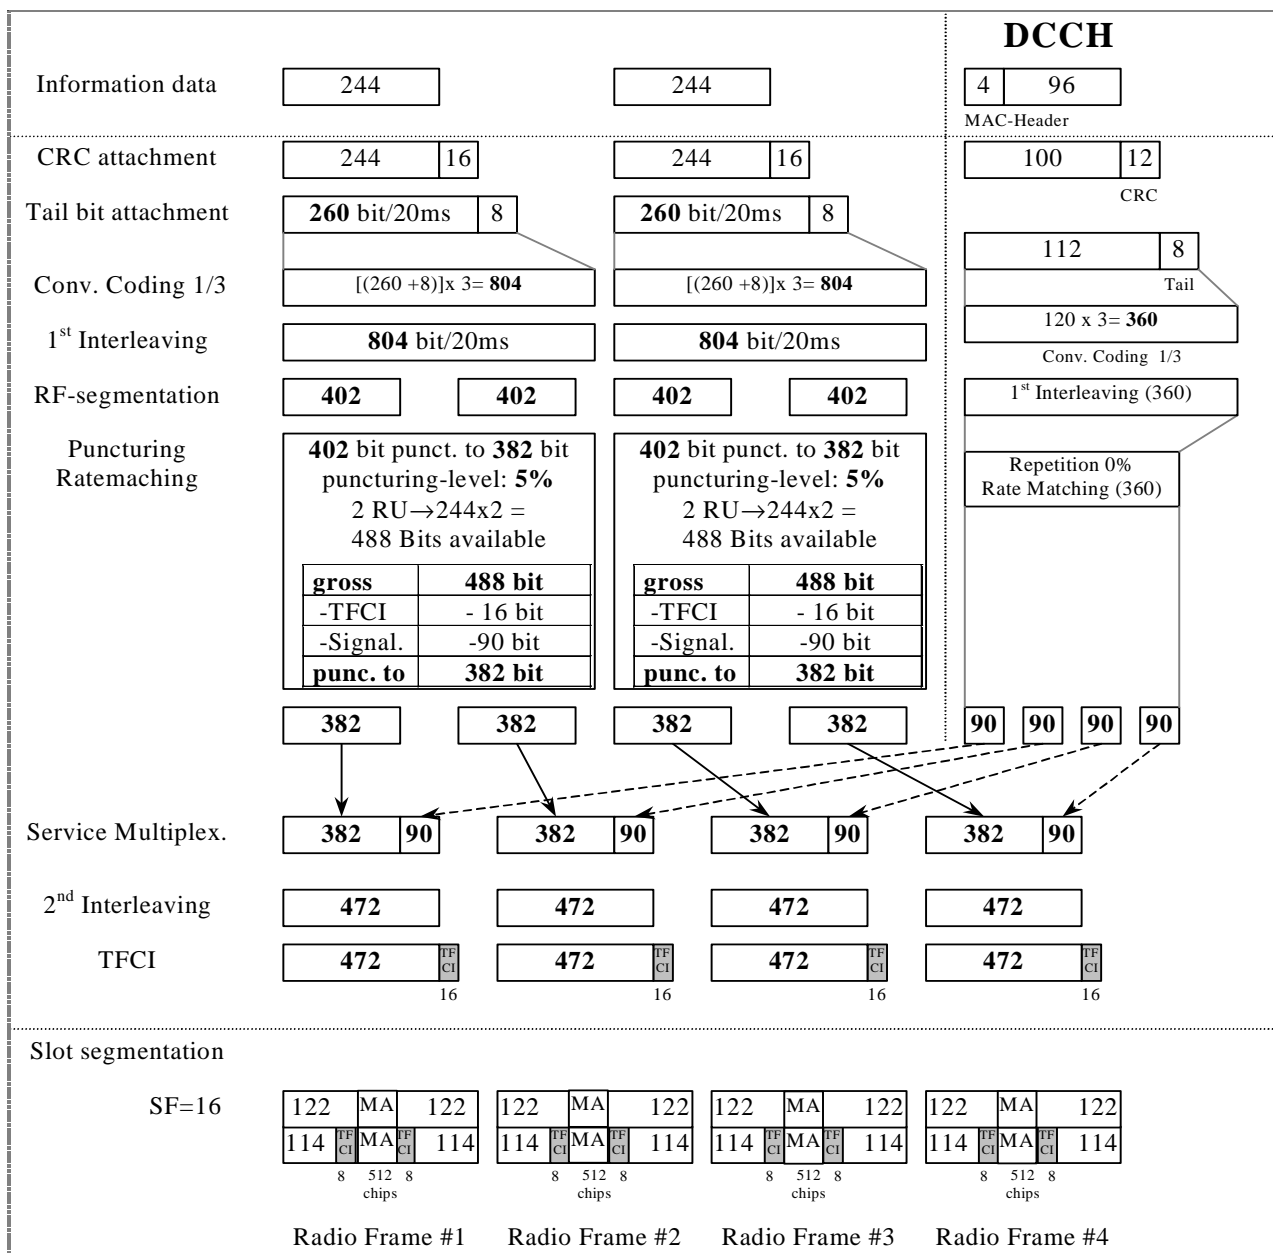 DCCH
Information data
244
244
4
96
MAC-Header
CRC attachment
244
16
244
16
100
12
CRC
Tail bit attachment
260 bit/20ms
8
260 bit/20ms
8
112
8
Tail
Conv. Coding 1/3
[(260 +8)]x 3= 804
[(260 +8)]x 3= 804
120 x 3= 360
Conv. Coding 1/3
1st Interleaving
804 bit/20ms
804 bit/20ms
1st Interleaving (360)
RF-segmentation
402
402
402
402
Puncturing
Ratemaching
402 bit punct. to 382 bit
puncturing-level: 5%
2 RU→244x2 =
488 Bits available
gross 488 bit
-TFCI - 16 bit
-Signal. -90 bit
punc. to 382 bit
402 bit punct. to 382 bit
puncturing-level: 5%
2 RU→244x2 =
488 Bits available
gross 488 bit
-TFCI - 16 bit
-Signal. -90 bit
punc. to 382 bit
Repetition 0%
Rate Matching (360)
382
382
382
382
90
90
90
90
Service Multiplex.
382
90
382
90
382
90
382
90
2nd Interleaving
472
472
472
472
TFCI
472
TF
CI
16
472
TF
CI
16
472
TF
CI
16
472
TF
CI
16
Slot segmentation
SF=16
122 MA 122
114 TF
CI MA TF
CI 114
8 512
chips 8
122 MA 122
114 TF
CI MA TF
CI 114
8 512
chips 8
122 MA 122
114 TF
CI MA TF
CI 114
8 512
chips 8
122 MA 122
114 TF
CI MA TF
CI 114
8 512
chips 8
Radio Frame #1
Radio Frame #2
Radio Frame #3
Radio Frame #4